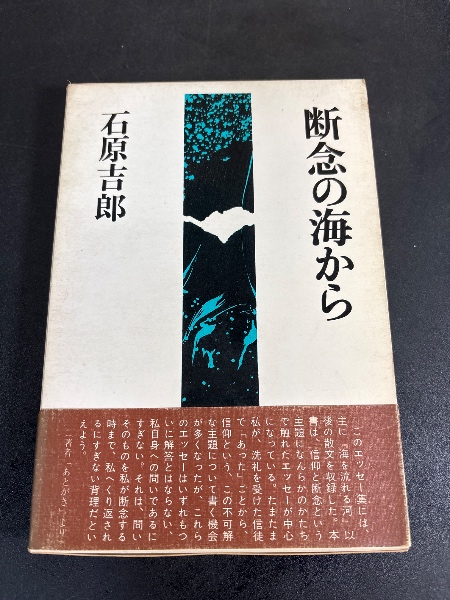 断念の海から
石原吉郎
このエッセー集には、
主に『海を流れる河』以
後の散文を収録した。本
書は、信仰と断念という
主題になんらかのかたち
で触れたエッセーが中心
になっている。たまたま
私が、洗礼を受けた信徒
で「あった」ことから、
信仰という、この不可解
な主題について書く機会
が多くなったが、これら
のエッセーはいずれもつ
いに解答とはならない、
私自身への問いであるに
すぎない。それは、問い
そのものを私が断念する
時まで、私へくり返され
るにすぎない背理だとい
えよう。
(著者「あとがき」より)